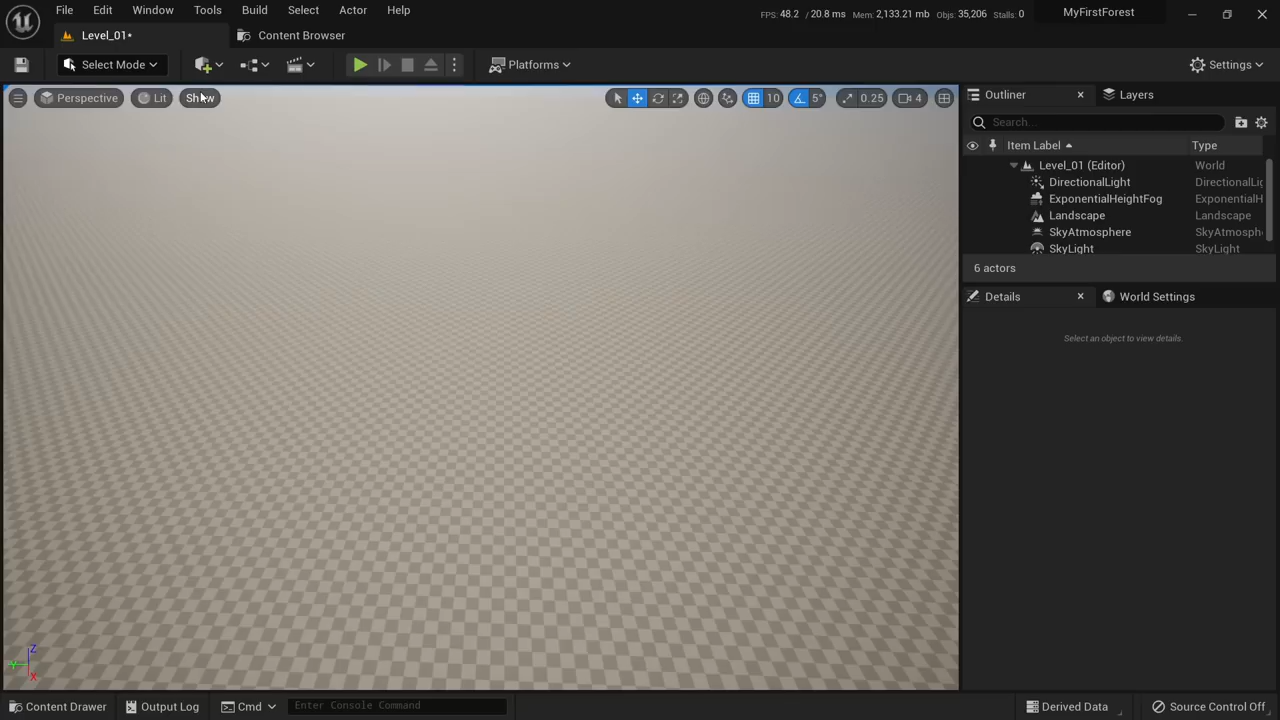 File Edit Window Tools Build Select Actor Help
FPS: 48.2 / 20.8 ms Mem: 2,133.21 mb Objs: 35,206 Stalls: 0
MyFirstForest
Level_01*
Content Browser
Select Mode
Platforms
Settings
Perspective
Lit
Show
10
5°
0.25
4
Outliner
Layers
Search...
Item Label
Type
Level_01 (Editor) World
DirectionalLight DirectionalLig
ExponentialHeightFog ExponentialH
Landscape Landscape
SkyAtmosphere SkyAtmosph
SkyLight SkyLight
6 actors
Details
World Settings
Select an object to view details.
Z
X
Content Drawer
Output Log
Cmd
Enter Console Command
Derived Data
Source Control Off